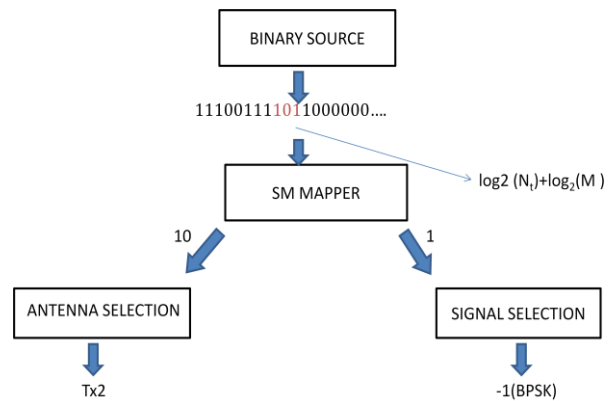 BINARY SOURCE
111001111011000000....
log2 (Nt)+log2(M )
SM MAPPER
10
1
ANTENNA SELECTION
SIGNAL SELECTION
Tx2
-1(BPSK)